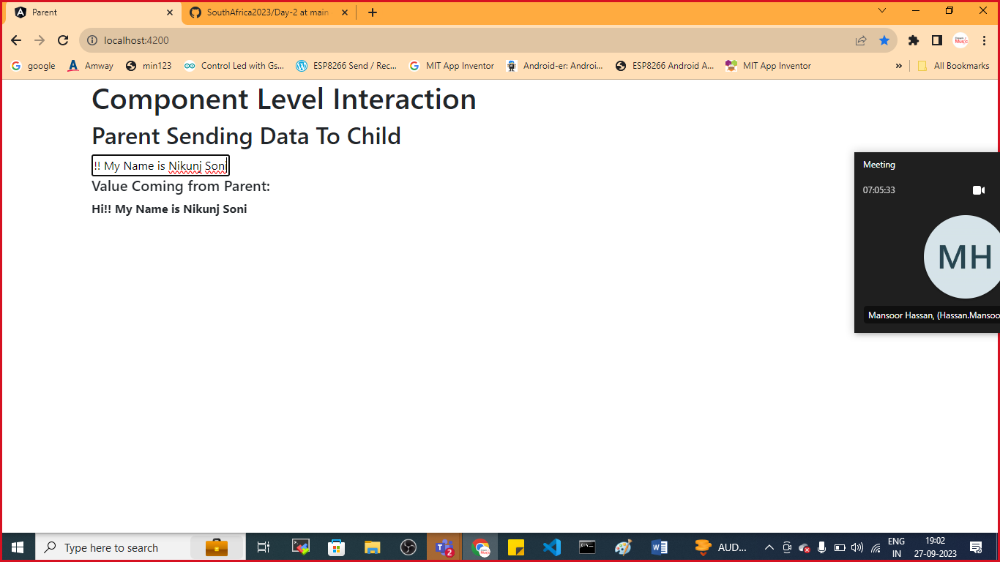 Parent
SouthAfrica2023/Day-2 at main
localhost:4200
google
Amway
min123
Control Led with Gs...
ESP8266 Send / Rec...
MIT App Inventor
Android-er: Androi...
ESP8266 Android A...
MIT App Inventor
»
All Bookmarks
Component Level Interaction
Parent Sending Data To Child
!! My Name is Nikunj Soni
Value Coming from Parent:
Hi!! My Name is Nikunj Soni
Meeting
07:05:33
MH
Mansoor Hassan, (Hassan.Mansoo
Type here to search
2
AUD...
ENG
IN
19:02
27-09-2023